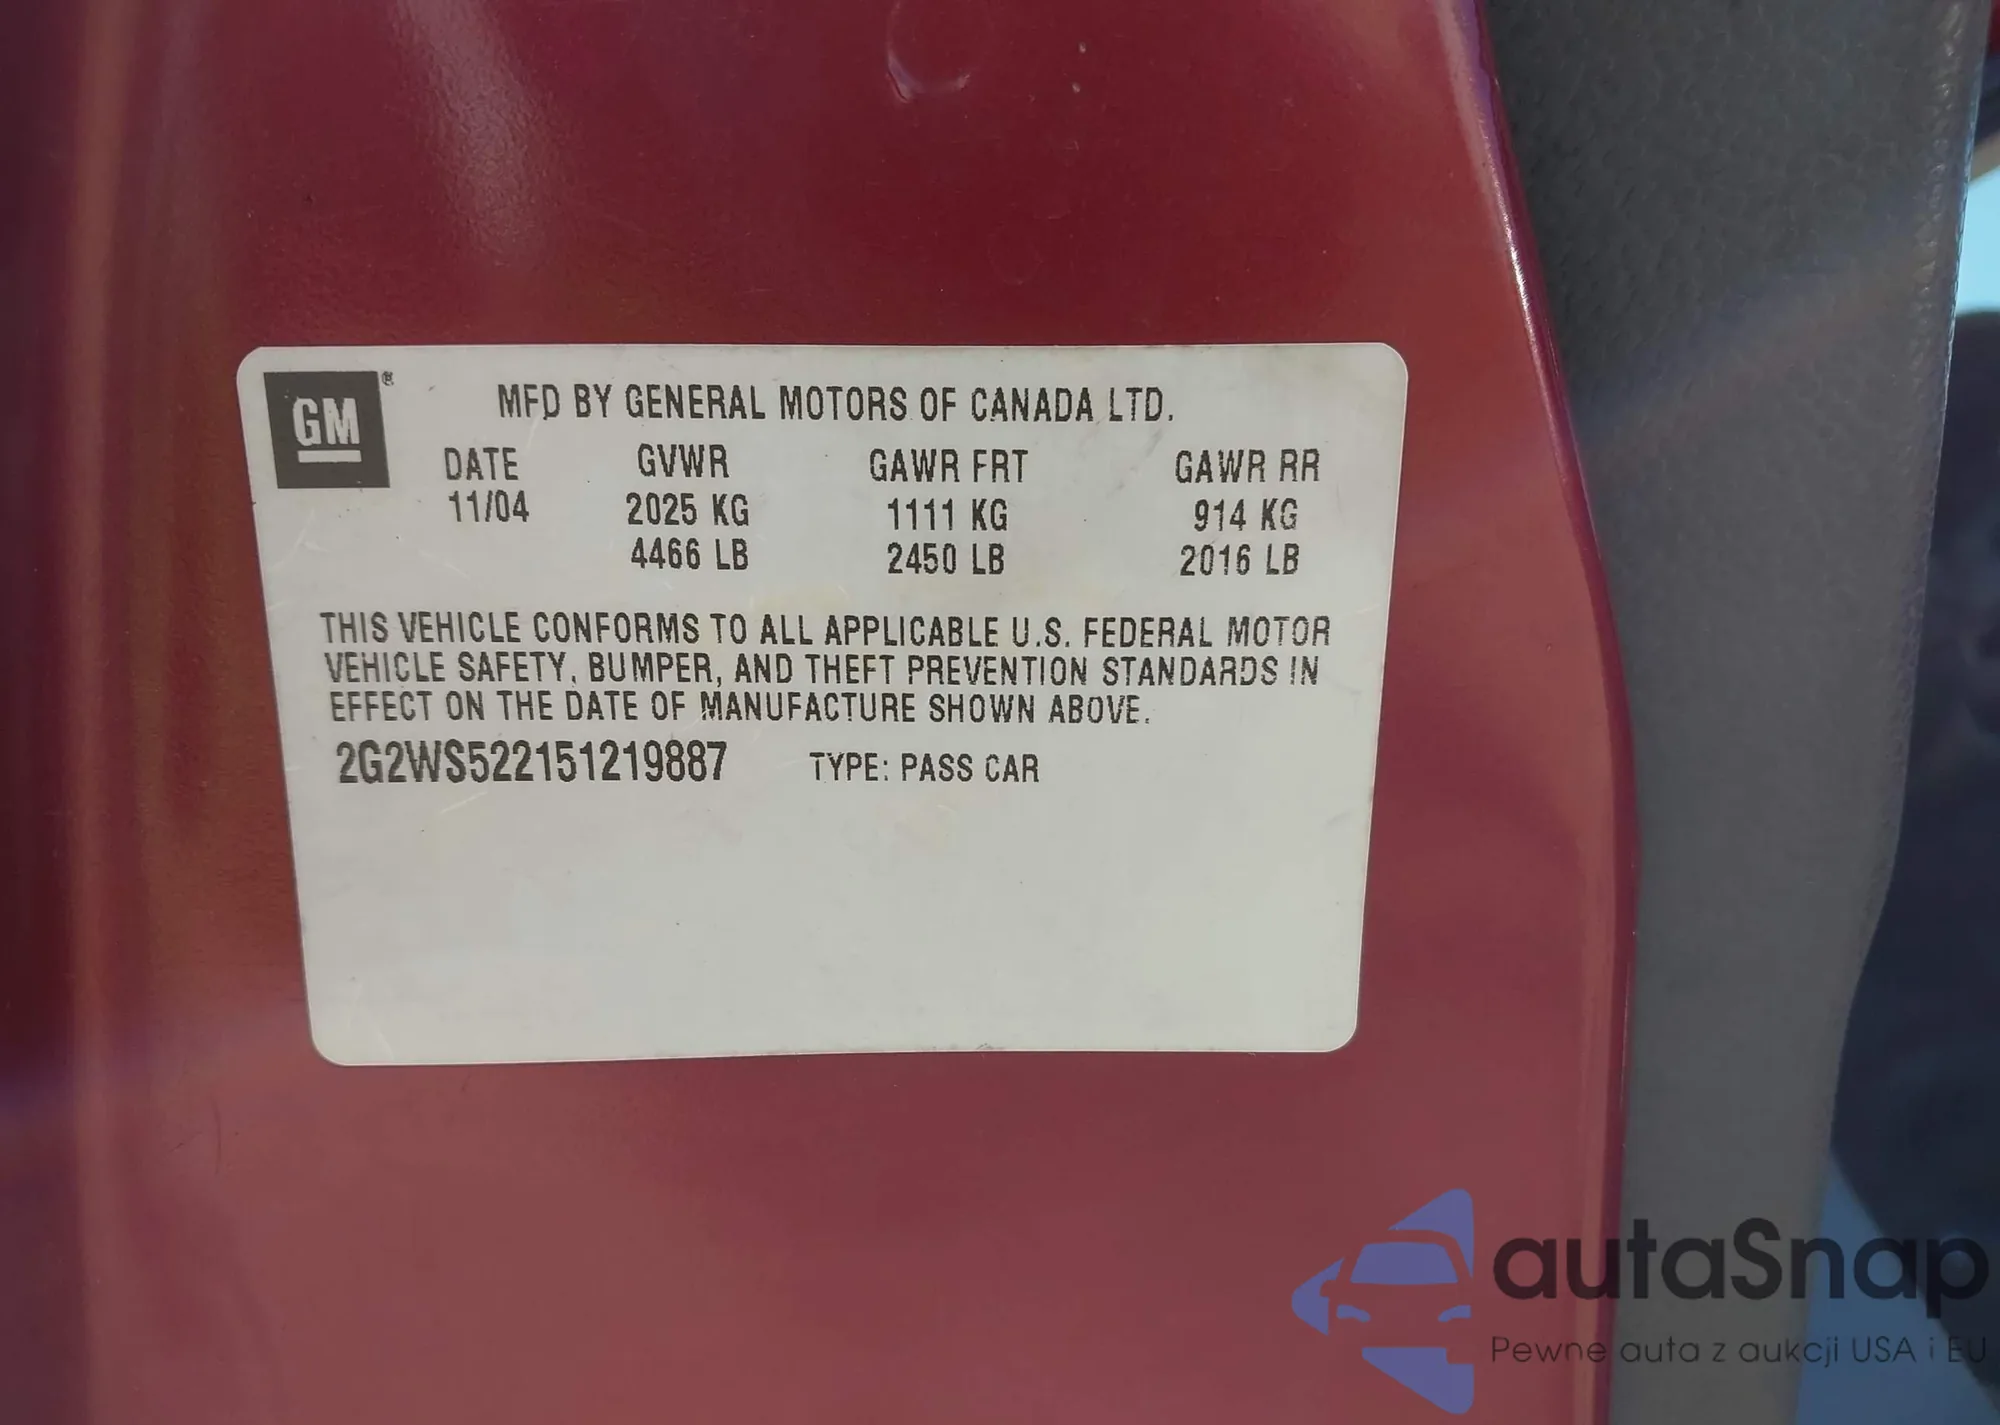 GM®
MFD BY GENERAL MOTORS OF CANADA LTD.
DATE GVWR GAWR FRT GAWR RR
11/04 2025 KG 1111 KG 914 KG
4466 LB 2450 LB 2016 LB
THIS VEHICLE CONFORMS TO ALL APPLICABLE U.S. FEDERAL MOTOR
VEHICLE SAFETY, BUMPER, AND THEFT PREVENTION STANDARDS IN
EFFECT ON THE DATE OF MANUFACTURE SHOWN ABOVE.
2G2WS522151219887 TYPE: PASS CAR
autaSnap
Pewne auta z aukcji USA i EU